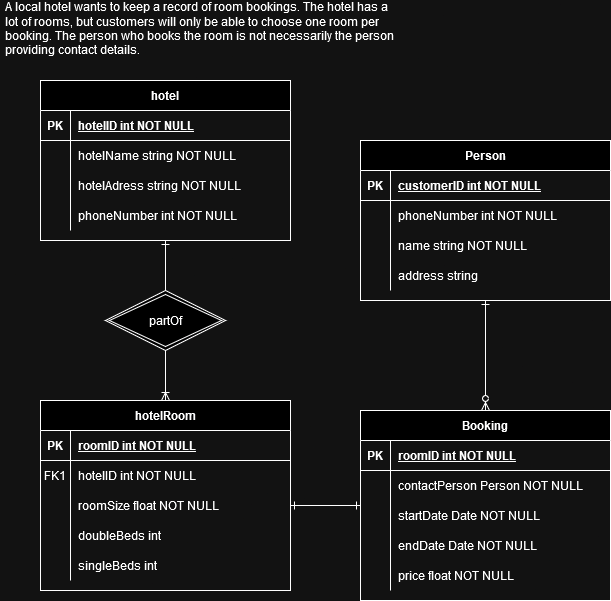 A local hotel wants to keep a record of room bookings. The hotel has a
lot of rooms, but customers will only be able to choose one room per
booking. The person who books the room is not necessarily the person
providing contact details.
hotel
PK hotelID int NOT NULL
hotelName string NOT NULL
hotelAdress string NOT NULL
phoneNumber int NOT NULL
Person
PK customerID int NOT NULL
phoneNumber int NOT NULL
name string NOT NULL
address string
partOf
hotelRoom
PK roomID int NOT NULL
FK1 hotelID int NOT NULL
roomSize float NOT NULL
doubleBeds int
singleBeds int
Booking
PK roomID int NOT NULL
contactPerson Person NOT NULL
startDate Date NOT NULL
endDate Date NOT NULL
price float NOT NULL